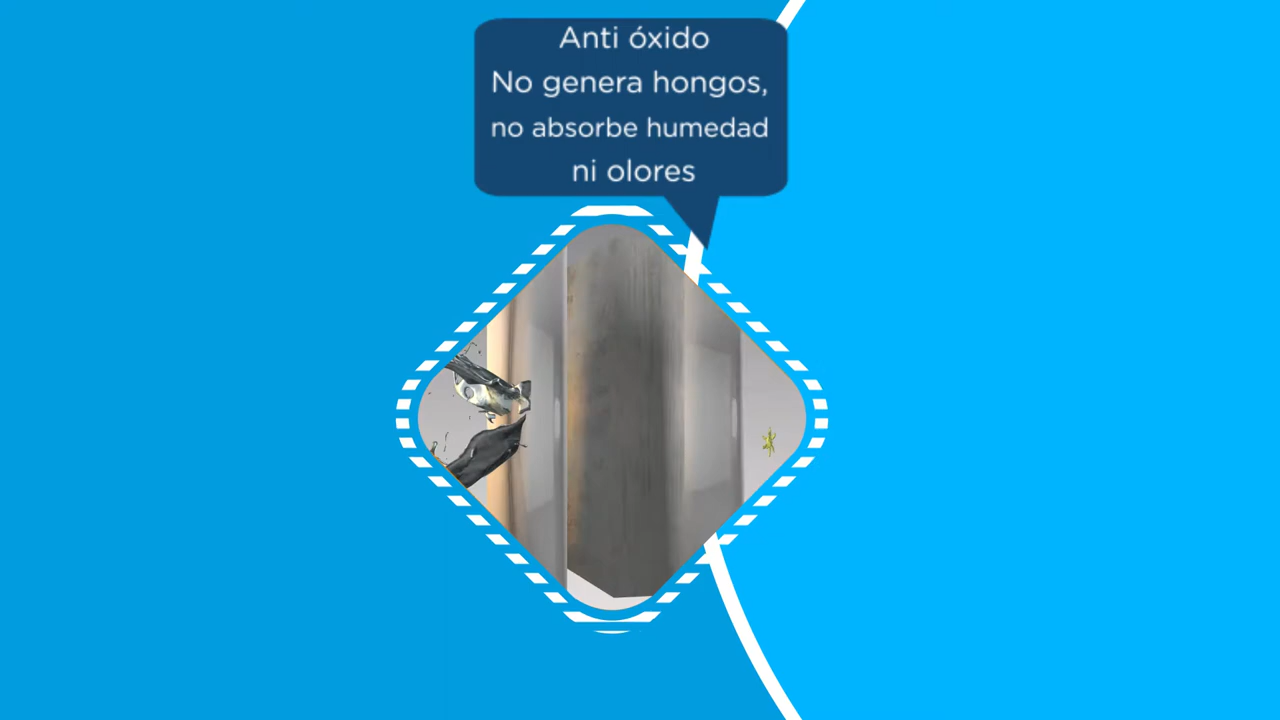 Anti óxido
No genera hongos,
no absorbe humedad
ni olores